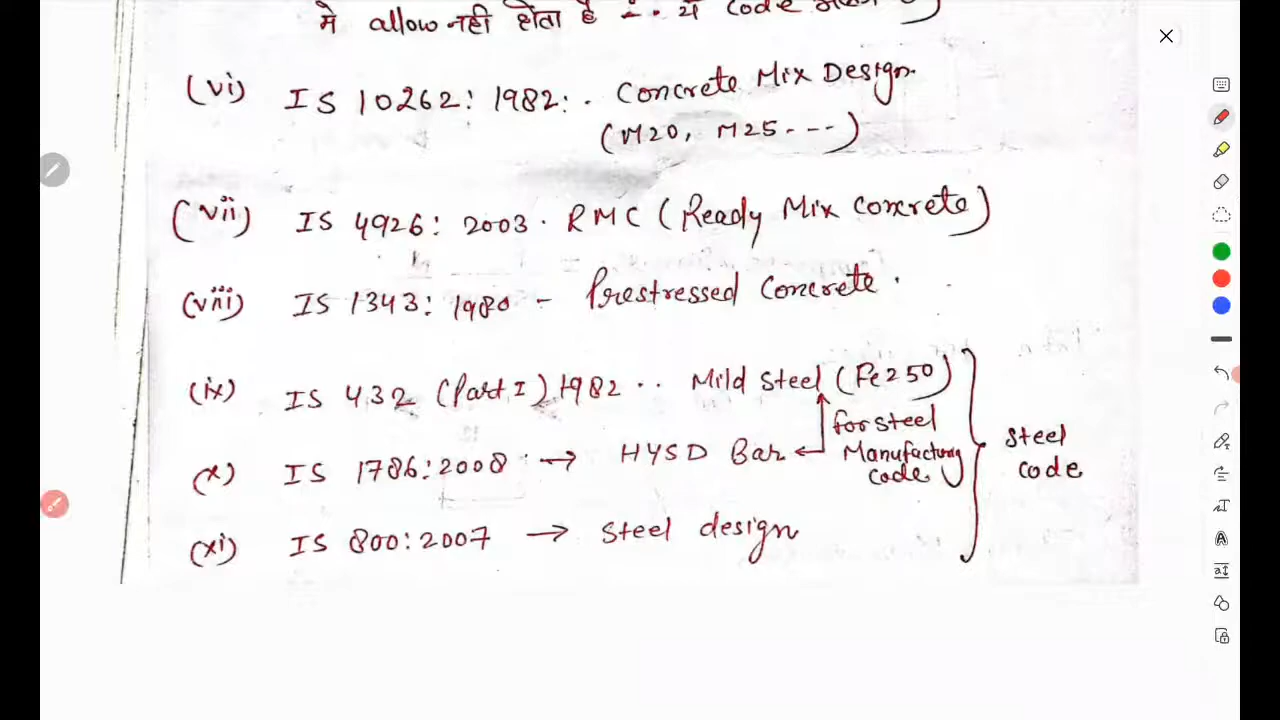 मे allow नही होता है ∴ ये code
(vi) IS 10262: 1982:. Concrete Mix Design.
(M20, M25---)
(vii) IS 4926: 2003. RMC (Ready Mix Concrete)
(viii) IS 1343: 1980 - Prestressed Concrete.
(ix) IS 432 (Part I) 1982 .. Mild Steel (Fe250)
for steel
Manufacturing
code
(x) IS 1786:2008 → HYSD Bar
(xi) IS 800:2007 → Steel design
Steel
code